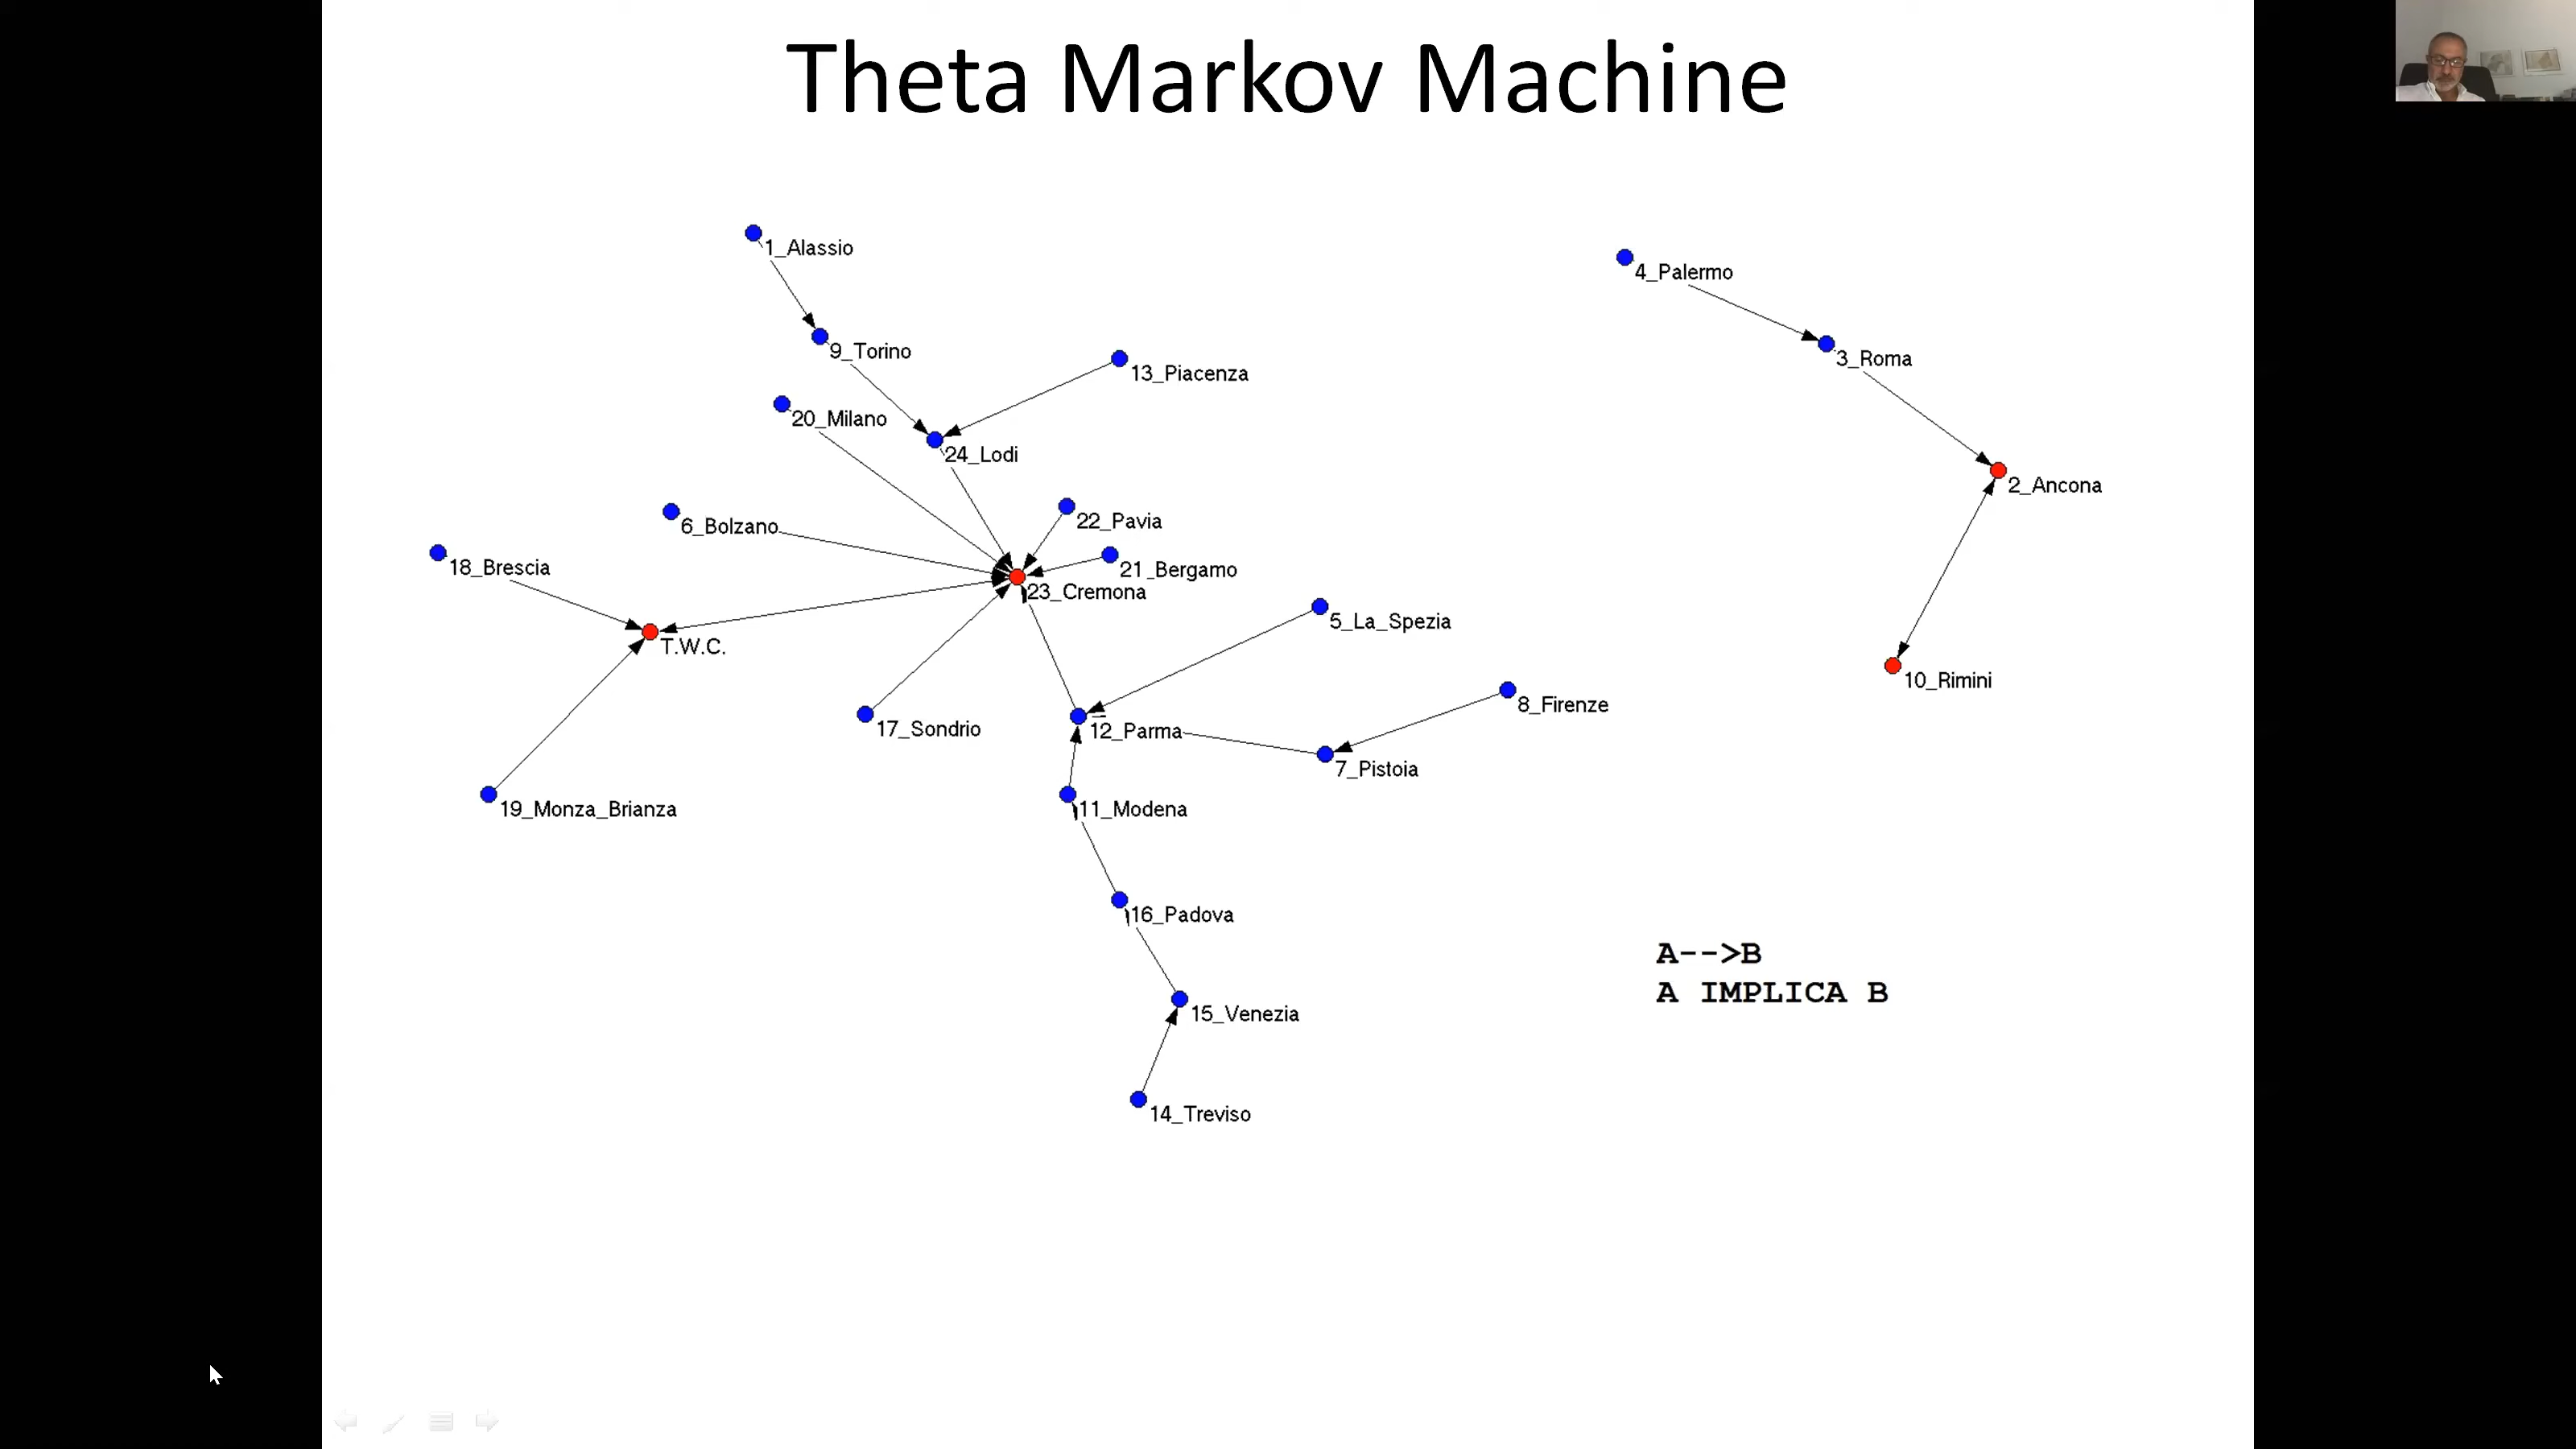 Theta Markov Machine
1_Alassio
4_Palermo
9_Torino
3_Roma
13_Piacenza
20_Milano
24_Lodi
2_Ancona
22_Pavia
6_Bolzano
18_Brescia
21_Bergamo
23_Cremona
5_La_Spezia
T.W.C.
10_Rimini
8_Firenze
17_Sondrio
12_Parma
7_Pistoia
19_Monza_Brianza
11_Modena
16_Padova
A-->B
A IMPLICA B
15_Venezia
14_Treviso